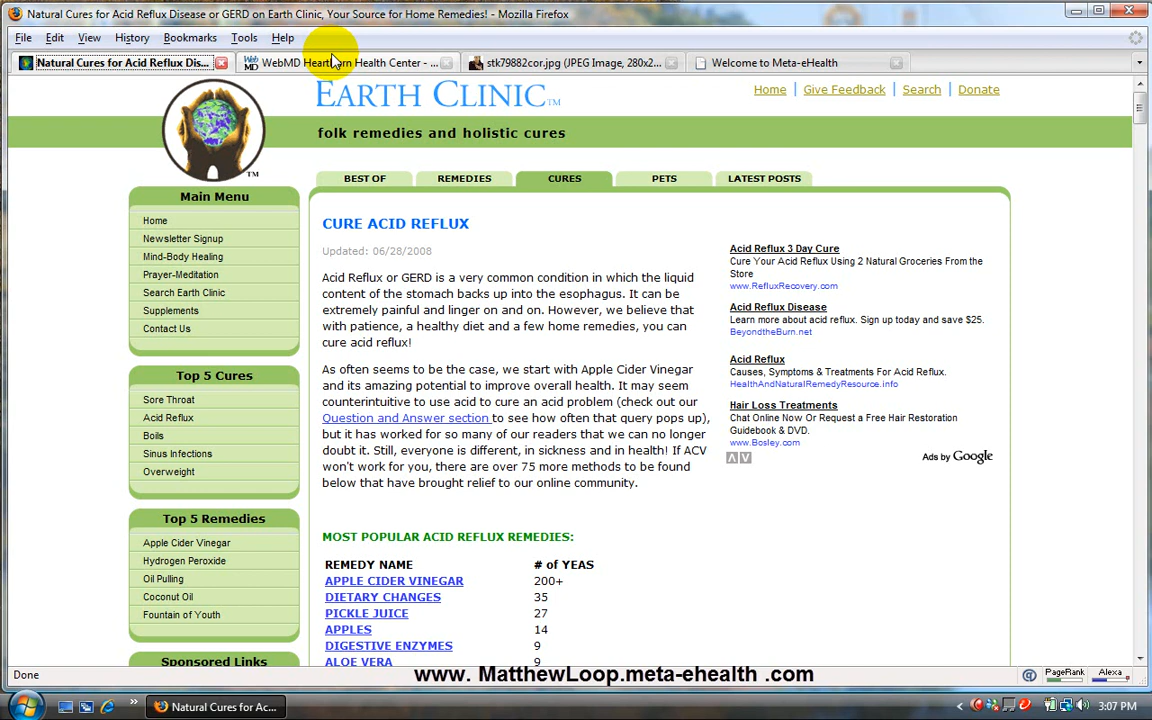 Natural Cures for Acid Reflux Disease or GERD on Earth Clinic, Your Source for Home Remedies! - Mozilla Firefox
File Edit View History Bookmarks Tools Help
Natural Cures for Acid Reflux Dis... WebMD Heartburn Health Center - ... stk79882cor.jpg (JPEG Image, 280x2... Welcome to Meta-eHealth
EARTH CLINIC TM
Home | Give Feedback | Search | Donate
folk remedies and holistic cures
TM
BEST OF REMEDIES CURES PETS LATEST POSTS
Main Menu
Home
Newsletter Signup
Mind-Body Healing
Prayer-Meditation
Search Earth Clinic
Supplements
Contact Us
Top 5 Cures
Sore Throat
Acid Reflux
Boils
Sinus Infections
Overweight
Top 5 Remedies
Apple Cider Vinegar
Hydrogen Peroxide
Oil Pulling
Coconut Oil
Fountain of Youth
Sponsored Links
CURE ACID REFLUX
Updated: 06/28/2008
Acid Reflux or GERD is a very common condition in which the liquid
content of the stomach backs up into the esophagus. It can be
extremely painful and linger on and on. However, we believe that
with patience, a healthy diet and a few home remedies, you can
cure acid reflux!
As often seems to be the case, we start with Apple Cider Vinegar
and its amazing potential to improve overall health. It may seem
counterintuitive to use acid to cure an acid problem (check out our
Question and Answer section to see how often that query pops up),
but it has worked for so many of our readers that we can no longer
doubt it. Still, everyone is different, in sickness and in health! If ACV
won't work for you, there are over 75 more methods to be found
below that have brought relief to our online community.
MOST POPULAR ACID REFLUX REMEDIES:
REMEDY NAME # of YEAS
APPLE CIDER VINEGAR 200+
DIETARY CHANGES 35
PICKLE JUICE 27
APPLES 14
DIGESTIVE ENZYMES 9
ALOE VERA 9
Acid Reflux 3 Day Cure
Cure Your Acid Reflux Using 2 Natural Groceries From the
Store
www.RefluxRecovery.com
Acid Reflux Disease
Learn more about acid reflux. Sign up today and save $25.
BeyondtheBurn.net
Acid Reflux
Causes, Symptoms & Treatments For Acid Reflux.
HealthAndNaturalRemedyResource.info
Hair Loss Treatments
Chat Online Now Or Request a Free Hair Restoration
Guidebook & DVD.
www.Bosley.com
Ads by Google
Done
www. MatthewLoop.meta-ehealth .com
PageRank Alexa
Natural Cures for Ac...
3:07 PM